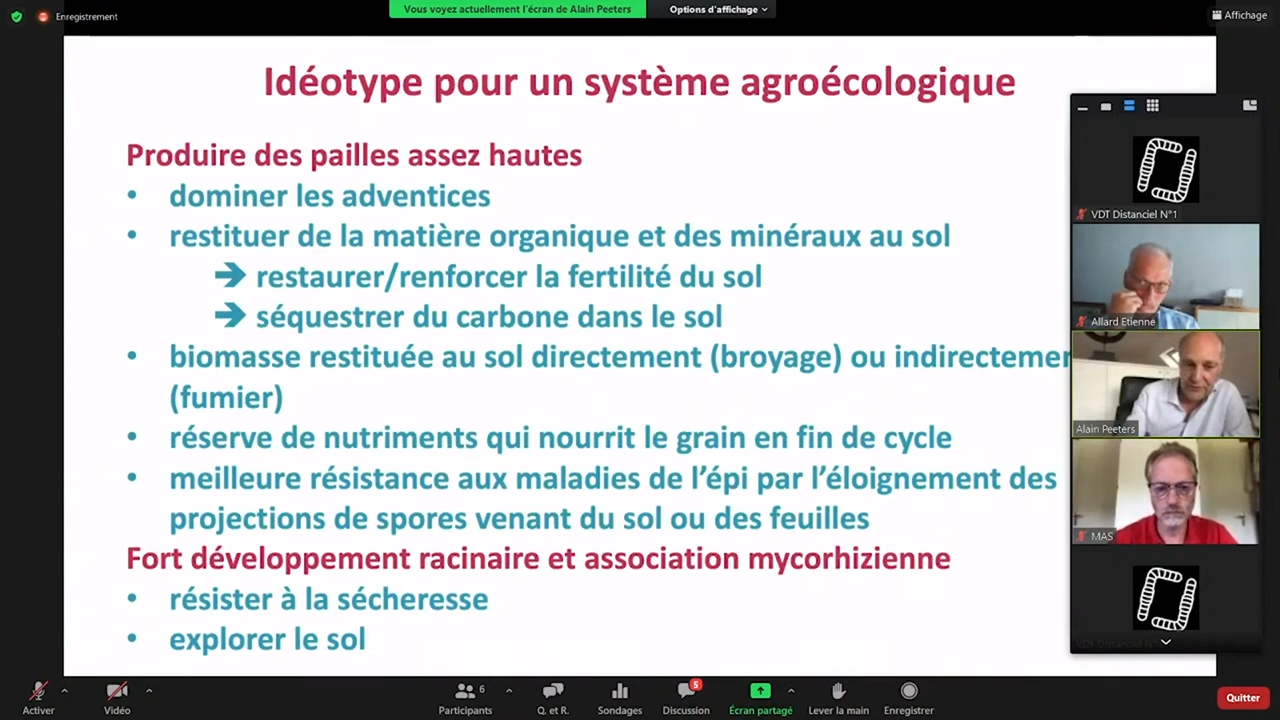 Enregistrement
Vous voyez actuellement l'écran de Alain Peeters
Options d'affichage
Affichage
Idéotype pour un système agroécologique
Produire des pailles assez hautes
• dominer les adventices
• restituer de la matière organique et des minéraux au sol
➔ restaurer/renforcer la fertilité du sol
➔ séquestrer du carbone dans le sol
• biomasse restituée au sol directement (broyage) ou indirectemen
(fumier)
• réserve de nutriments qui nourrit le grain en fin de cycle
• meilleure résistance aux maladies de l’épi par l’éloignement des
projections de spores venant du sol ou des feuilles
Fort développement racinaire et association mycorhizienne
• résister à la sécheresse
• explorer le sol
VDT Distanciel N°1
Allard Etienne
Alain Peeters
MAS
Activer
Vidéo
6
Participants
Q. et R.
Sondages
5
Discussion
Écran partagé
Lever la main
Enregistrer
Quitter